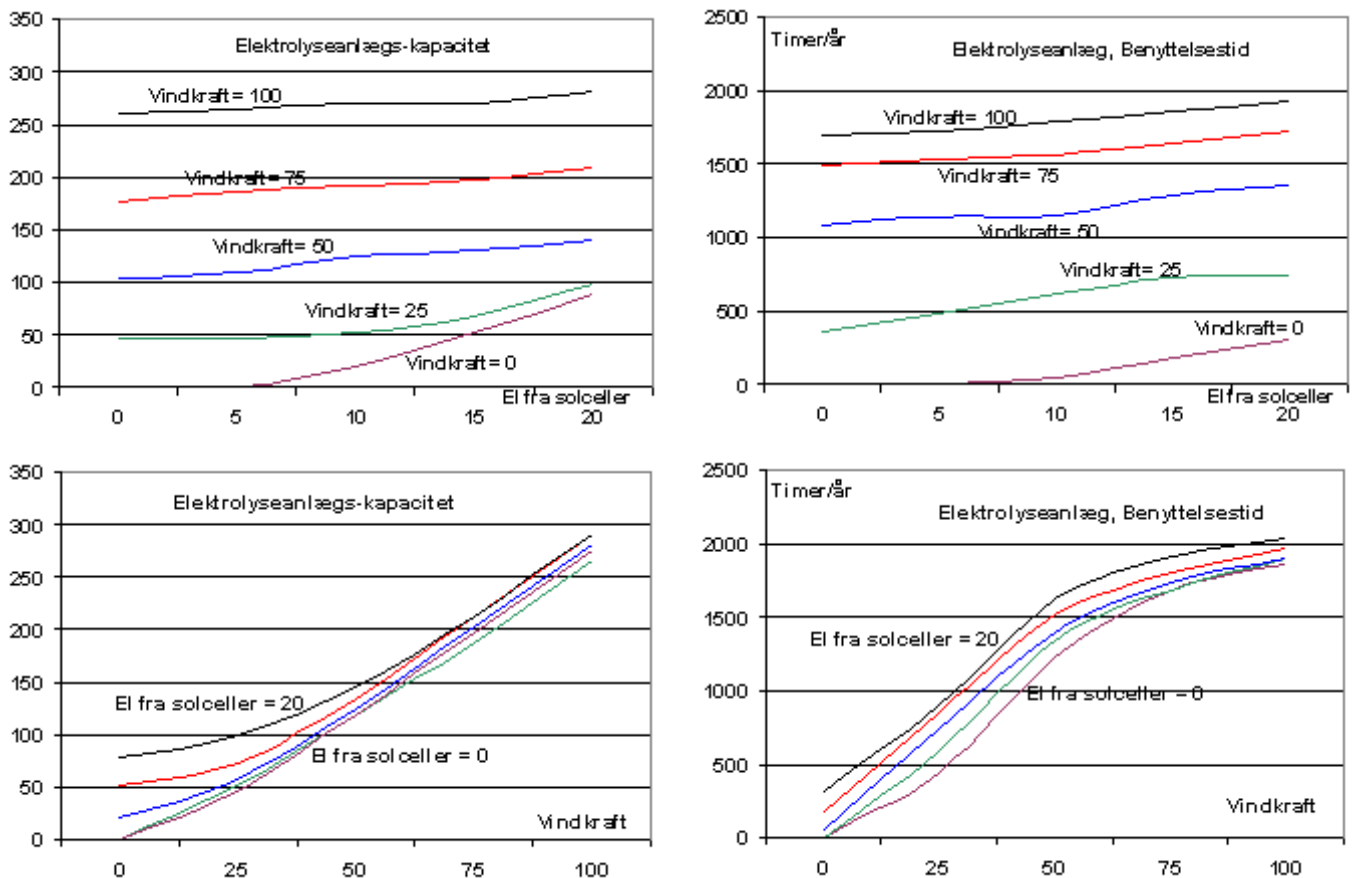 350
Elektrolyseanlægs-kapacitet
300
Vindkraft= 100
250
200
Vindkraft= 75
150
Vindkraft= 50
100
Vindkraft= 25
50
Vindkraft= 0
0
El fra solceller
0 5 10 15 20
2500
Timer/år
Elektrolyseanlæg, Benyttelsestid
2000
Vindkraft= 100
1500
Vindkraft= 75
Vindkraft= 50
1000
Vindkraft= 25
500
Vindkraft= 0
0
El fra solceller
0 5 10 15 20
350
Elektrolyseanlægs-kapacitet
300
250
200
150
El fra solceller = 20
100
El fra solceller = 0
50
Vindkraft
0
0 25 50 75 100
2500
Timer/år
Elektrolyseanlæg, Benyttelsestid
2000
1500
El fra solceller = 20
1000
El fra solceller = 0
500
Vindkraft
0
0 25 50 75 100